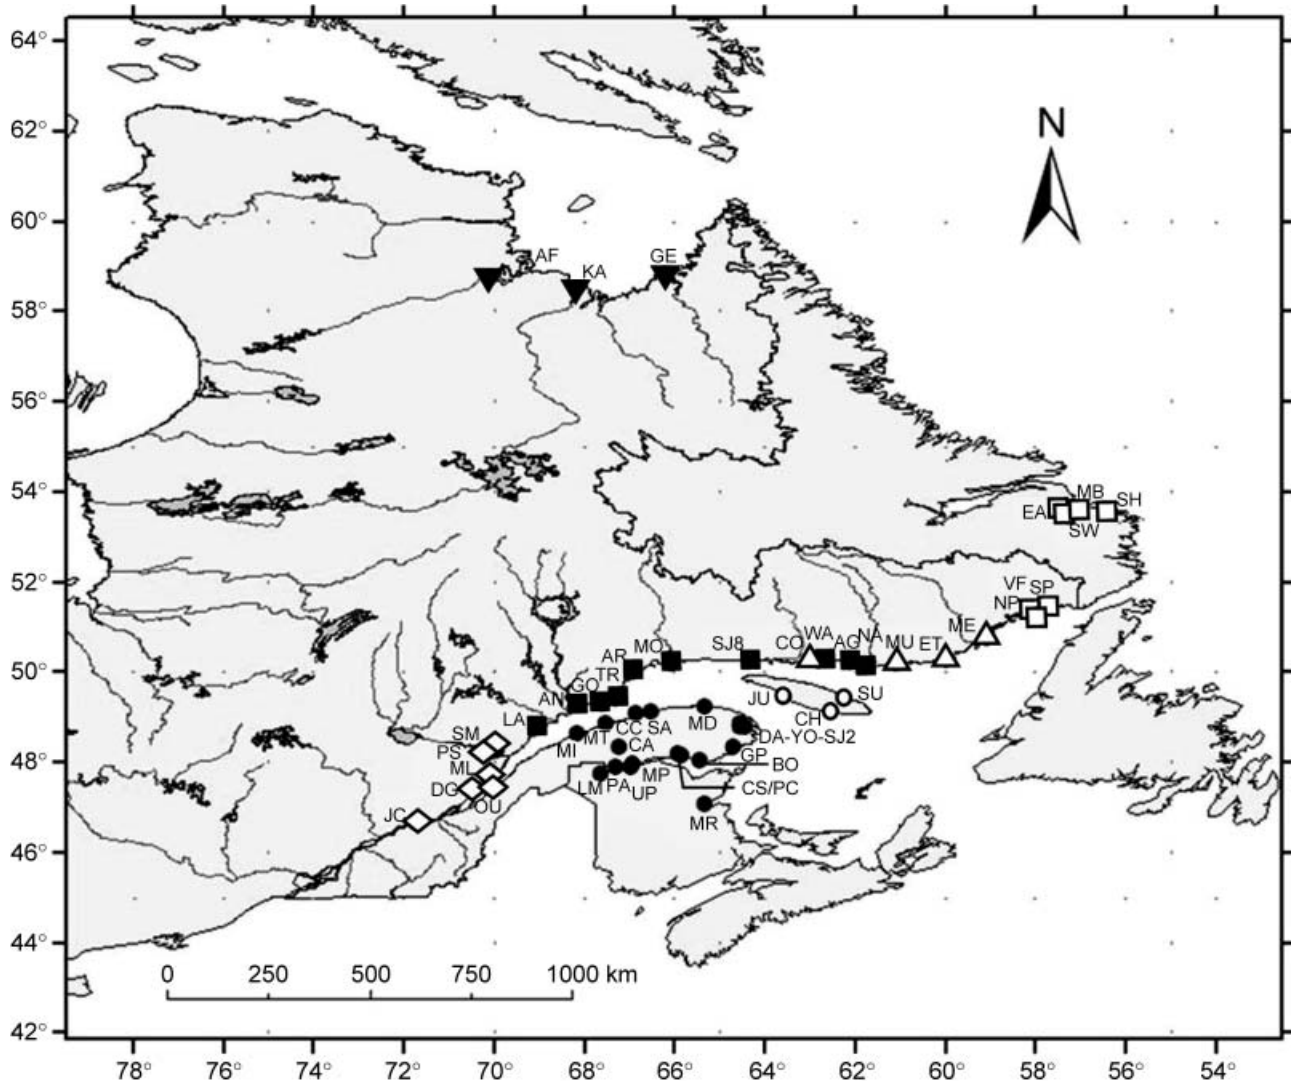 64°
62°
60°
58°
56°
54°
52°
50°
48°
46°
44°
42°
N
AF
KA
GE
MB
SH
EA
SW
VF
SP
NP
ME
WA
NA
CO
AG
MU
ET
SJ8
MO
AR
TR
GO
AN
LA
JU
SU
CH
SM
PS
ML
DC
OU
JC
MI
MT
CC
SA
MD
CA
DA-YO-SJ2
GP
BO
MP
LM
PA
UP
CS/PC
MR
0 250 500 750 1000 km
78° 76° 74° 72° 70° 68° 66° 64° 62° 60° 58° 56° 54°